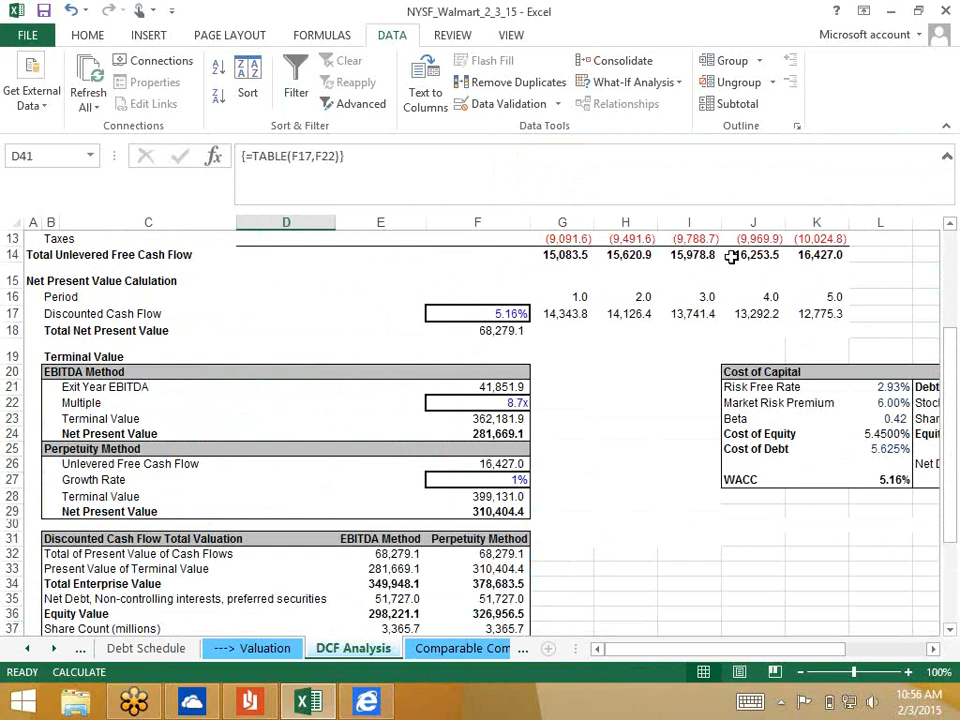 NYSF_Walmart_2_3_15 - Excel
FILE HOME INSERT PAGE LAYOUT FORMULAS DATA REVIEW VIEW Microsoft account
Get External Data
Refresh All
Connections
Properties
Edit Links
Connections
Sort
Filter
Clear
Reapply
Advanced
Sort & Filter
Text to Columns
Flash Fill
Remove Duplicates
Data Validation
Consolidate
What-If Analysis
Relationships
Data Tools
Group
Ungroup
Subtotal
Outline
D41 fx {=TABLE(F17,F22)}
A B C D E F G H I J K L
13 Taxes (9,091.6) (9,491.6) (9,788.7) (9,969.9) (10,024.8)
14 Total Unlevered Free Cash Flow 15,083.5 15,620.9 15,978.8 16,253.5 16,427.0
15 Net Present Value Calulation
16 Period 1.0 2.0 3.0 4.0 5.0
17 Discounted Cash Flow 5.16% 14,343.8 14,126.4 13,741.4 13,292.2 12,775.3
18 Total Net Present Value 68,279.1
19 Terminal Value
20 EBITDA Method Cost of Capital
21 Exit Year EBITDA 41,851.9 Risk Free Rate 2.93% Debt
22 Multiple 8.7x Market Risk Premium 6.00% Stoc
23 Terminal Value 362,181.9 Beta 0.42 Shar
24 Net Present Value 281,669.1 Cost of Equity 5.4500% Equit
25 Perpetuity Method Cost of Debt 5.625%
26 Unlevered Free Cash Flow 16,427.0 Net D
27 Growth Rate 1% WACC 5.16%
28 Terminal Value 399,131.0
29 Net Present Value 310,404.4
30
31 Discounted Cash Flow Total Valuation EBITDA Method Perpetuity Method
32 Total of Present Value of Cash Flows 68,279.1 68,279.1
33 Present Value of Terminal Value 281,669.1 310,404.4
34 Total Enterprise Value 349,948.1 378,683.5
35 Net Debt, Non-controlling interests, preferred securities 51,727.0 51,727.0
36 Equity Value 298,221.1 326,956.5
37 Share Count (millions) 3,365.7 3,365.7
... Debt Schedule ---> Valuation DCF Analysis Comparable Com ...
READY CALCULATE 100%
10:56 AM
2/3/2015